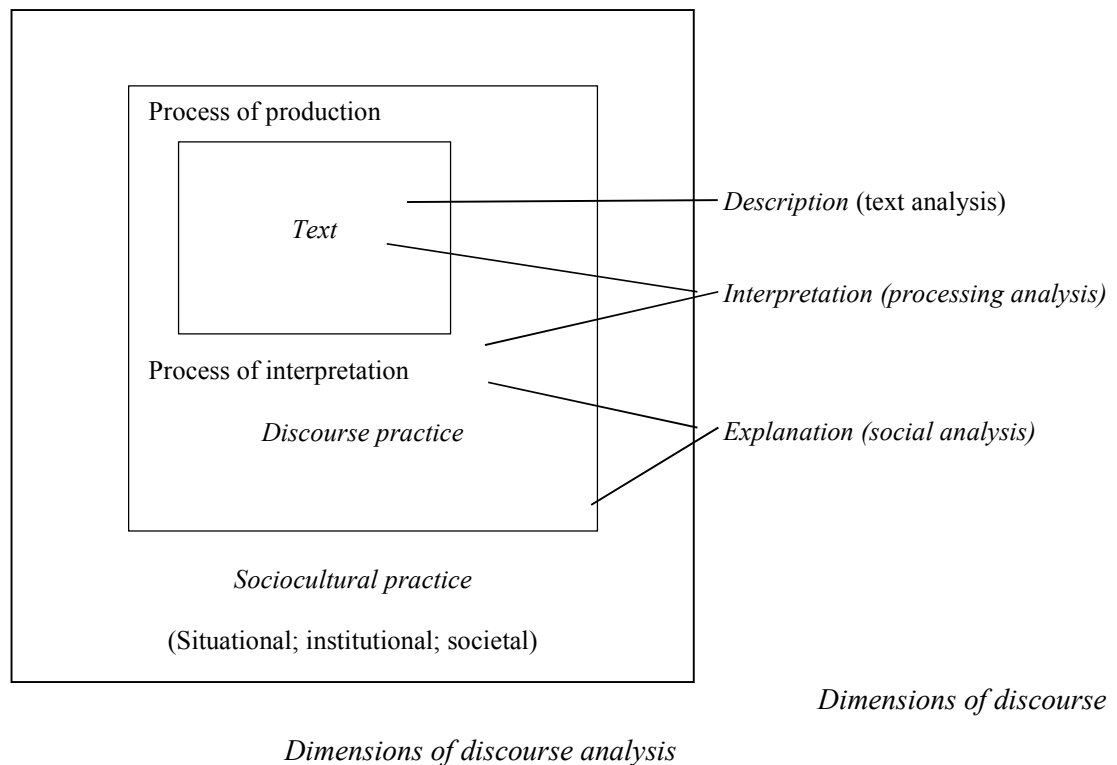 Process of production
Description (text analysis)
Text
Interpretation (processing analysis)
Process of interpretation
Discourse practice
Explanation (social analysis)
Sociocultural practice
(Situational; institutional; societal)
Dimensions of discourse
Dimensions of discourse analysis